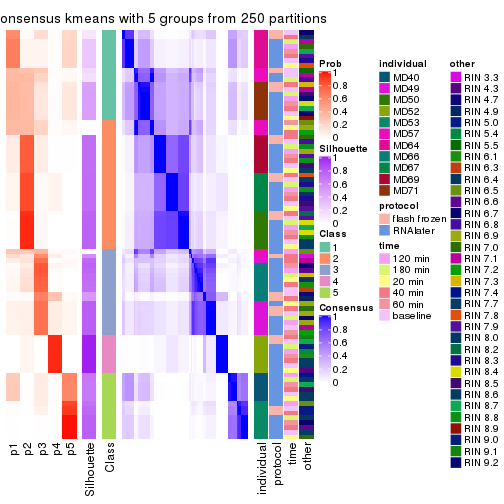 onsensus kmeans with 5 groups from 250 partitions
Prob
1
0.8
0.6
0.4
0.2
0
Silhouette
1
0.8
0.6
0.4
0.2
0
Class
1
2
3
4
5
Consensus
1
0.8
0.6
0.4
0.2
0
individual
MD40
MD49
MD50
MD52
MD53
MD57
MD64
MD66
MD67
MD69
MD71
protocol
flash frozen
RNAlater
time
120 min
180 min
20 min
40 min
60 min
baseline
other
RIN 3.3
RIN 4.3
RIN 4.7
RIN 4.9
RIN 5.0
RIN 5.4
RIN 5.5
RIN 6.1
RIN 6.3
RIN 6.4
RIN 6.5
RIN 6.6
RIN 6.7
RIN 6.8
RIN 6.9
RIN 7.0
RIN 7.1
RIN 7.2
RIN 7.3
RIN 7.4
RIN 7.7
RIN 7.8
RIN 7.9
RIN 8.0
RIN 8.2
RIN 8.3
RIN 8.4
RIN 8.5
RIN 8.6
RIN 8.7
RIN 8.8
RIN 8.9
RIN 9.0
RIN 9.1
RIN 9.2
p1
p2
p3
p4
p5
Silhouette
Class
individual
protocol
time
other